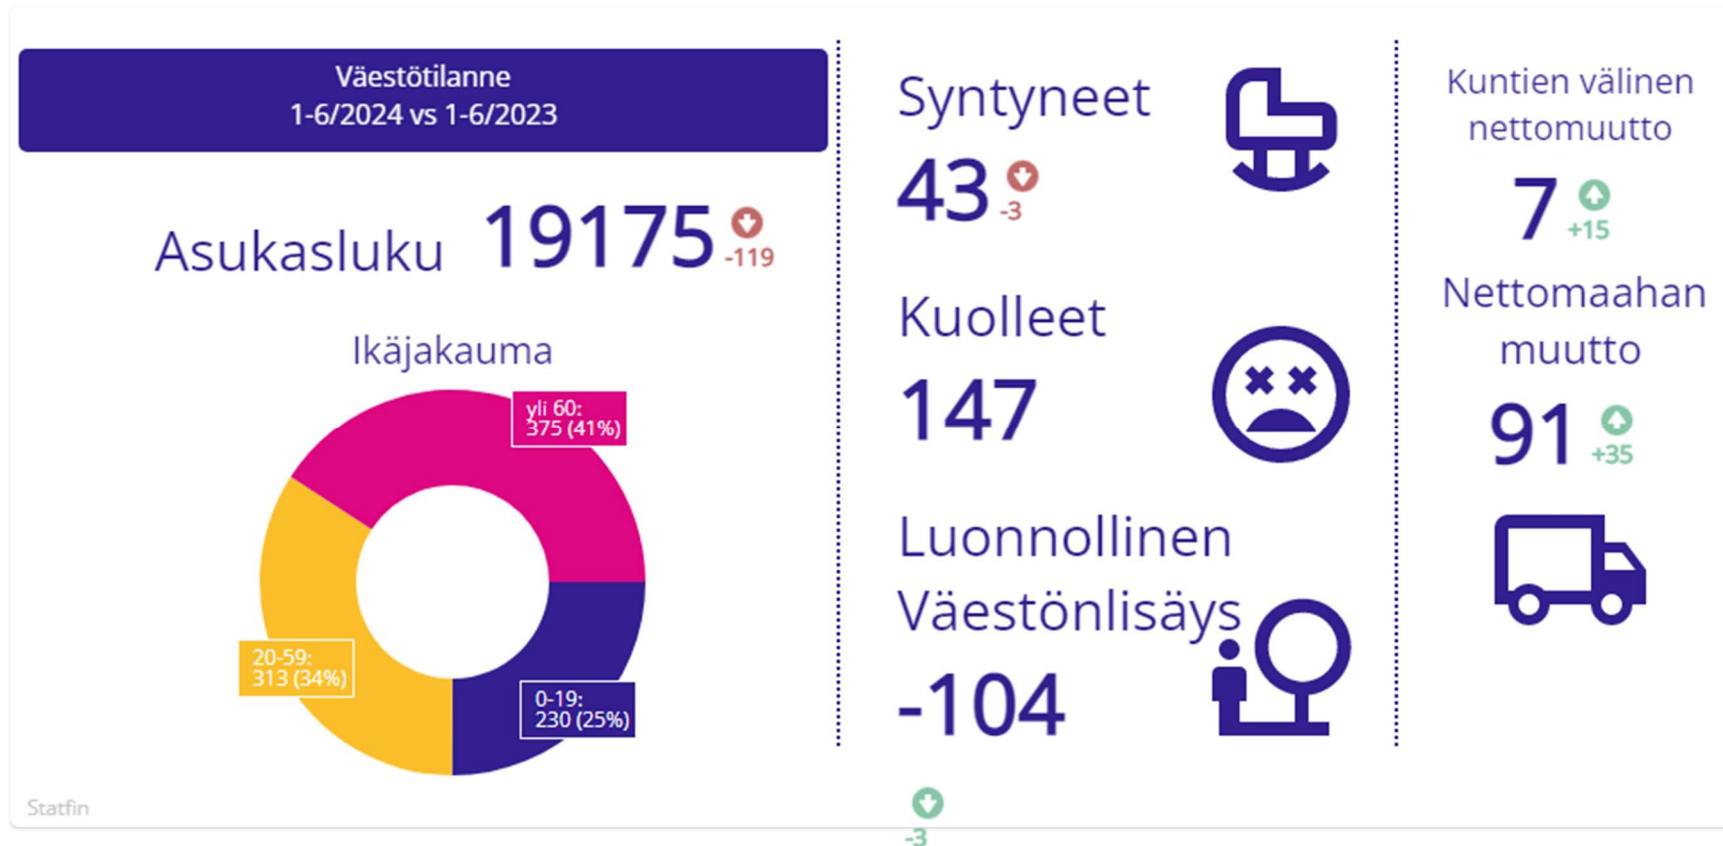 Väestötilanne
1-6/2024 vs 1-6/2023
Asukasluku 19175 -119
Ikäjakauma
yli 60:
375 (41%)
20-59:
313 (34%)
0-19:
230 (25%)
Statfin
Syntyneet
43 -3
Kuolleet
147
Luonnollinen
Väestönlisäys
-104
-3
Kuntien välinen
nettomuutto
7 +15
Nettomaahan
muutto
91 +35